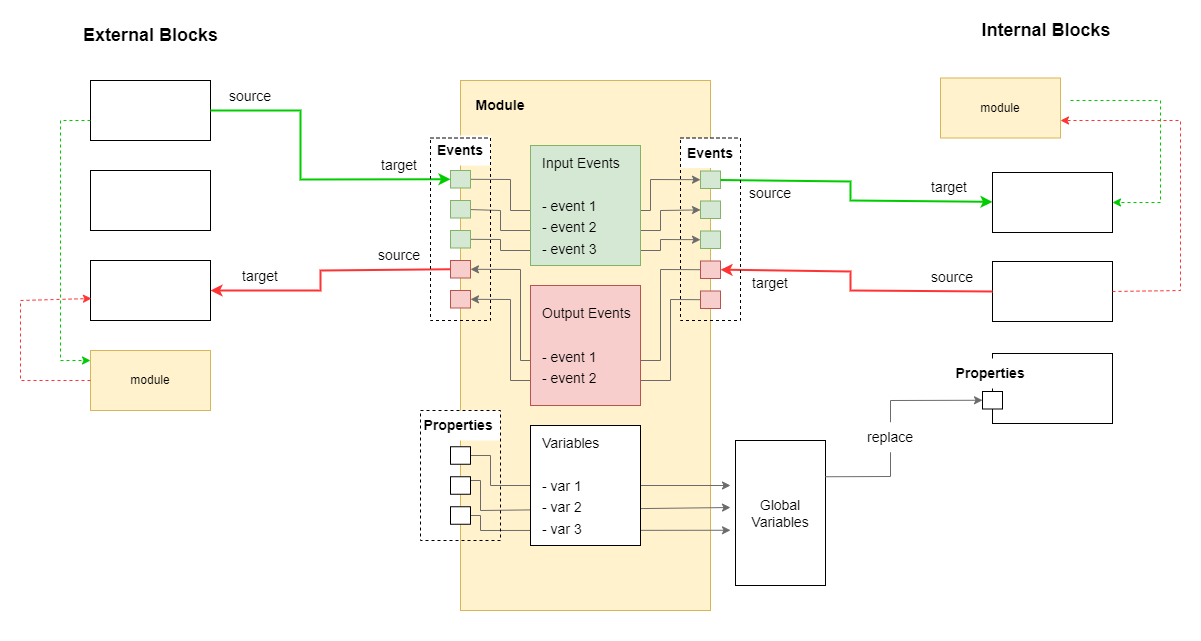 External Blocks
Internal Blocks
source
Module
module
Events
Events
Input Events
target
target
source
- event 1
- event 2
- event 3
source
target
source
target
Output Events
- event 1
- event 2
module
Properties
Properties
Variables
replace
- var 1
- var 2
- var 3
Global
Variables